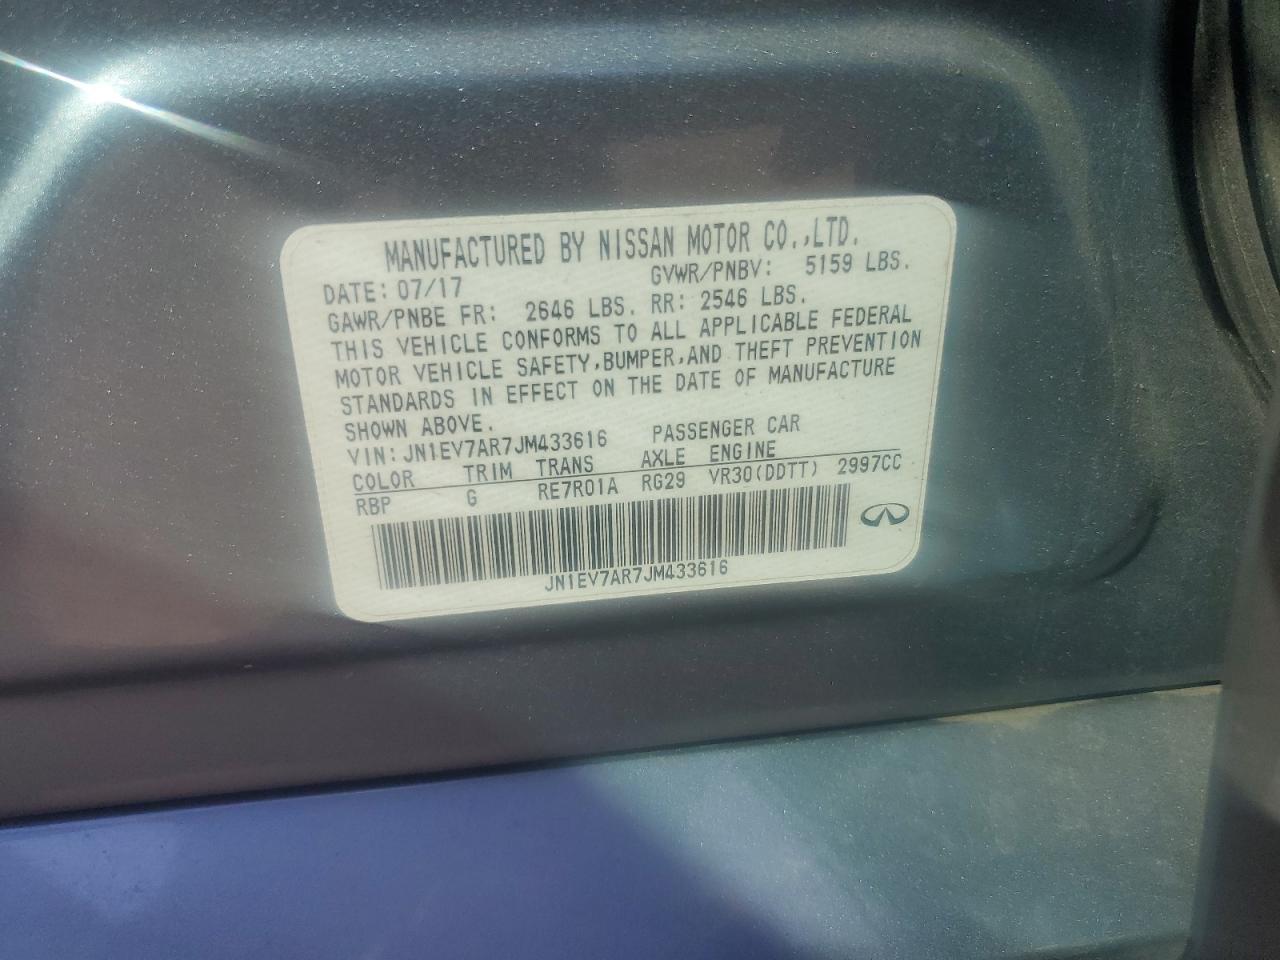 MANUFACTURED BY NISSAN MOTOR CO.,LTD.
DATE: 07/17 GVWR/PNBV: 5159 LBS.
GAWR/PNBE FR: 2646 LBS. RR: 2546 LBS.
THIS VEHICLE CONFORMS TO ALL APPLICABLE FEDERAL
MOTOR VEHICLE SAFETY,BUMPER,AND THEFT PREVENTION
STANDARDS IN EFFECT ON THE DATE OF MANUFACTURE
SHOWN ABOVE.
VIN: JN1EV7AR7JM433616 PASSENGER CAR
COLOR TRIM TRANS AXLE ENGINE
RBP G RE7R01A RG29 VR30(DDTT) 2997CC
JN1EV7AR7JM433616